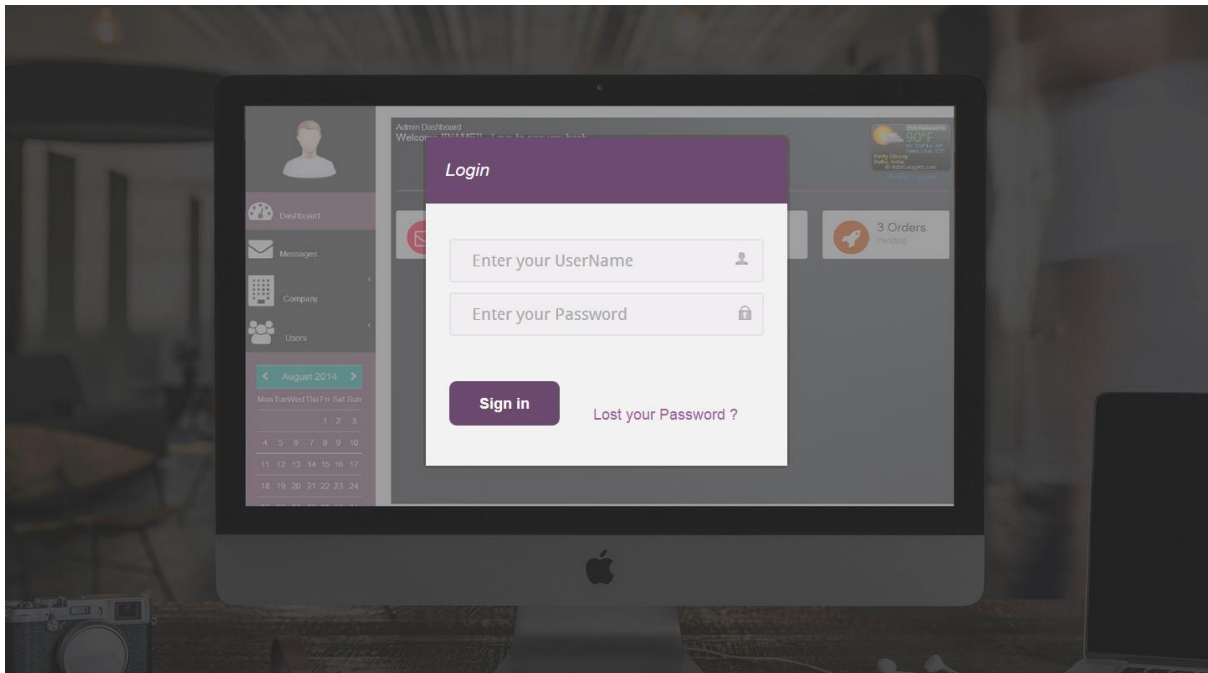 Admin Dashboard
Login
90°F
3 Orders
Pending
Dashboard
Messages
Company
Users
Enter your UserName
Enter your Password
Sign in
Lost your Password ?
August 2014
Mon Tue Wed Thu Fri Sat Sun
1 2 3
4 5 6 7 8 9 10
11 12 13 14 15 16 17
18 19 20 21 22 23 24